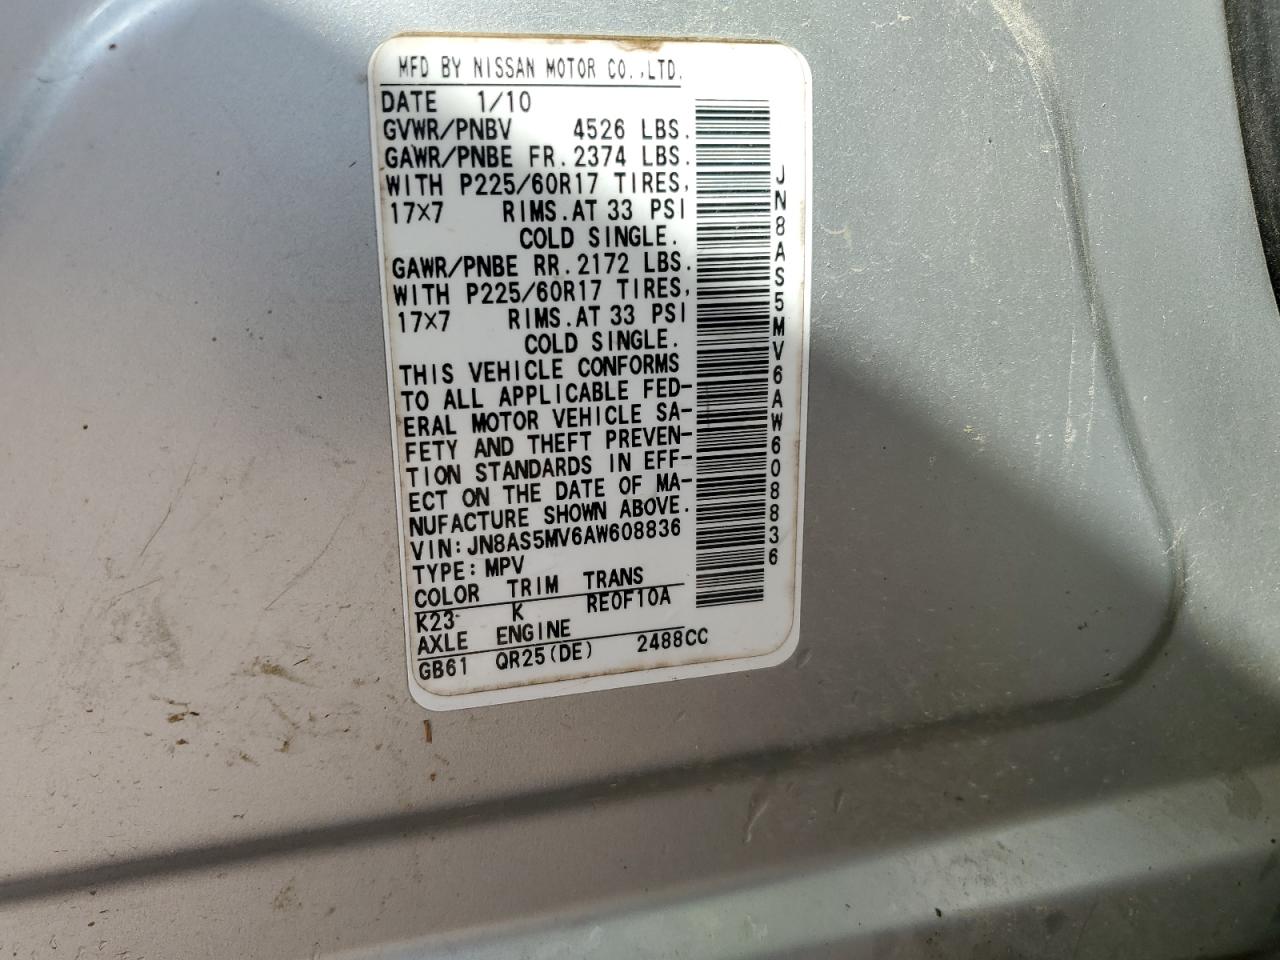 MFD BY NISSAN MOTOR CO.,LTD.
DATE 1/10
GVWR/PNBV 4526 LBS.
GAWR/PNBE FR. 2374 LBS.
WITH P225/60R17 TIRES,
17×7 RIMS.AT 33 PSI
COLD SINGLE.
GAWR/PNBE RR. 2172 LBS.
WITH P225/60R17 TIRES,
17×7 RIMS.AT 33 PSI
COLD SINGLE.
THIS VEHICLE CONFORMS
TO ALL APPLICABLE FED-
ERAL MOTOR VEHICLE SA-
FETY AND THEFT PREVEN-
TION STANDARDS IN EFF-
ECT ON THE DATE OF MA-
NUFACTURE SHOWN ABOVE.
VIN: JN8AS5MV6AW608836
TYPE: MPV
COLOR TRIM TRANS
K23 K RE0F10A
AXLE ENGINE
GB61 QR25(DE) 2488CC
JN8AS5MV6AW608836